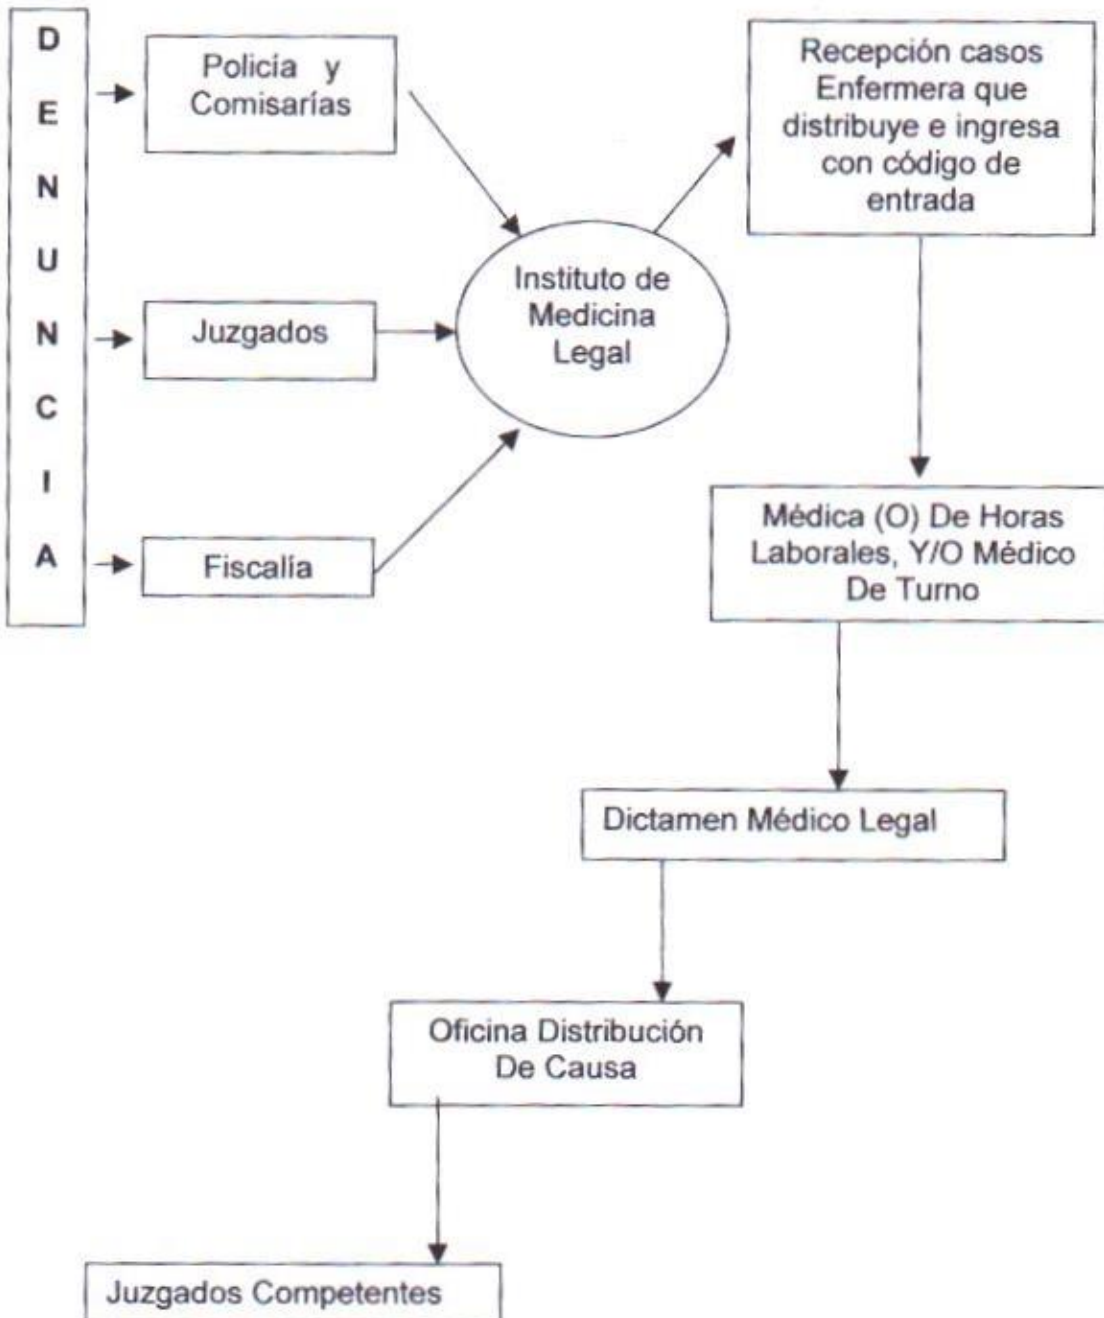 D
E
N
U
N
C
I
A
Policía y
Comisarías
Juzgados
Fiscalía
Instituto de
Medicina
Legal
Recepción casos
Enfermera que
distribuye e ingresa
con código de
entrada
Médica (O) De Horas
Laborales, Y/O Médico
De Turno
Dictamen Médico Legal
Oficina Distribución
De Causa
Juzgados Competentes